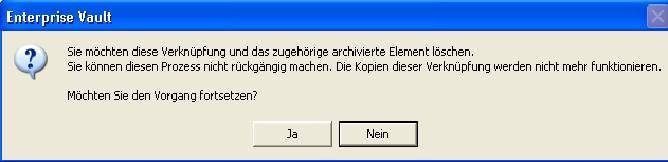 Enterprise Vault
Sie möchten diese Verknüpfung und das zugehörige archivierte Element löschen.
Sie können diesen Prozess nicht rückgängig machen. Die Kopien dieser Verknüpfung werden nicht mehr funktionieren.
Möchten Sie den Vorgang fortsetzen?
Ja
Nein